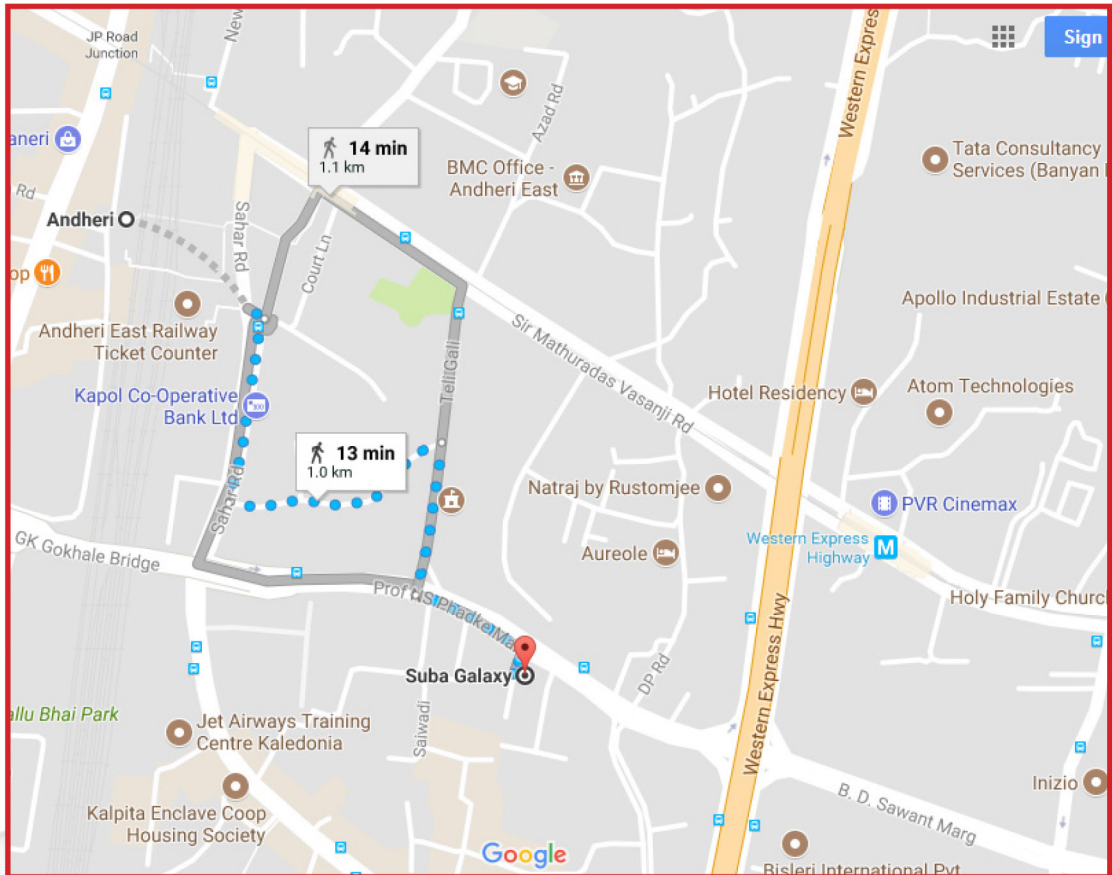 JP Road
Junction
New
Sign
Western Express
aneri
14 min
1.1 km
Azad Rd
BMC Office -
Andheri East
Tata Consultancy
Services (Banyan
Rd
Andheri
Sahar Rd
Court Ln
op
Andheri East Railway
Ticket Counter
Apollo Industrial Estate
Sir Mathuradas Vasanji Rd
Teli Gali
Kapol Co-Operative
Bank Ltd
Hotel Residency
Atom Technologies
13 min
1.0 km
Sahar Rd
Natraj by Rustomjee
PVR Cinemax
Western Express
Highway
M
Aureole
GK Gokhale Bridge
Prof NS Phadke Ma
Holy Family Churc
Western Express Hwy
Suba Galaxy
DP Rd
allu Bhai Park
Jet Airways Training
Centre Kaledonia
Saiwadi
Inizio
Kalpita Enclave Coop
Housing Society
B. D. Sawant Marg
Google
Bisleri International Pvt